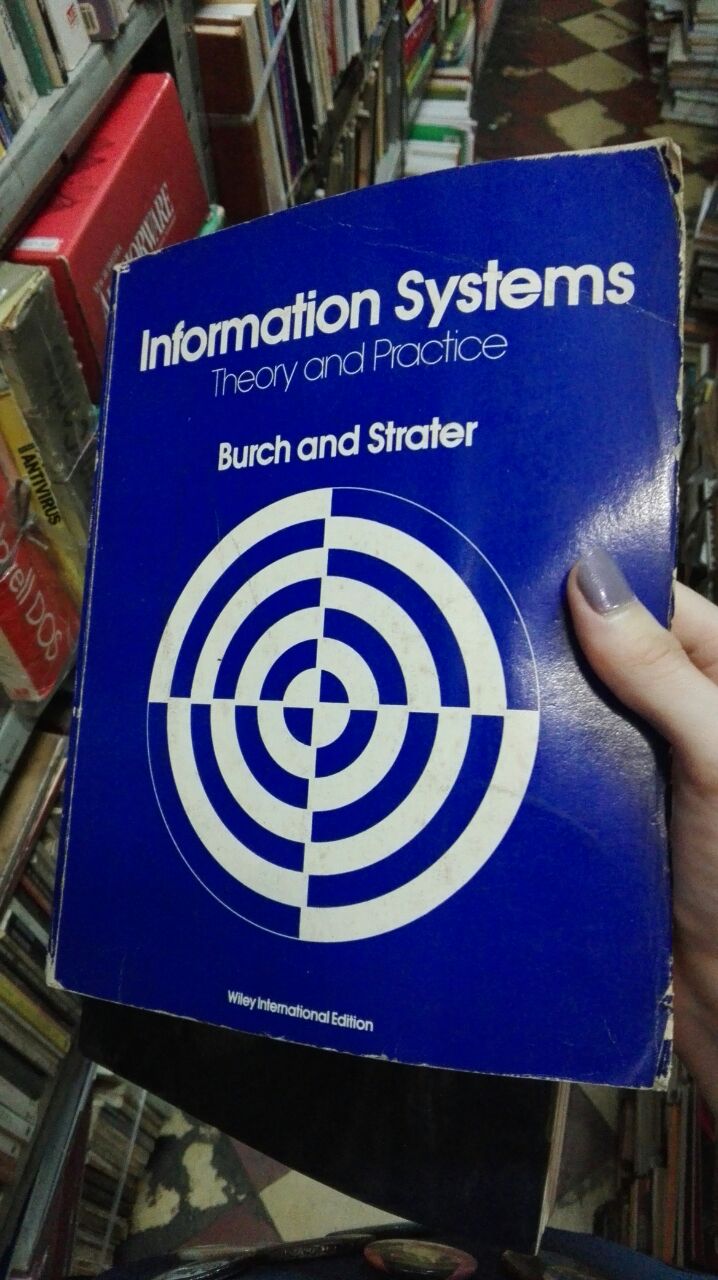 Information Systems
Theory and Practice
Burch and Strater
Wiley International Edition
ANTIVIRUS
DOS